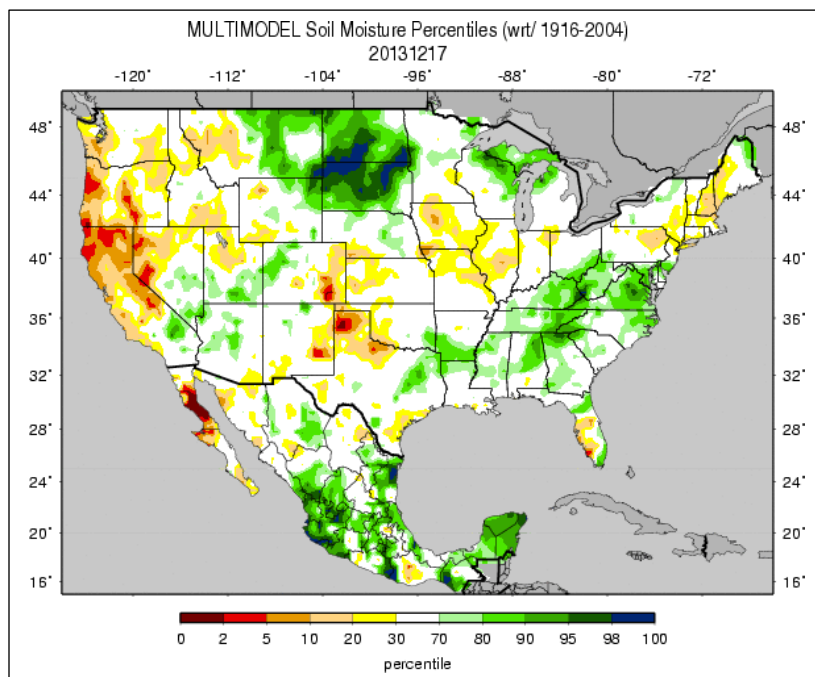 MULTIMODEL Soil Moisture Percentiles (wrt/ 1916-2004)
20131217
-120° -112° -104° -96° -88° -80° -72°
48° 48°
44° 44°
40° 40°
36° 36°
32° 32°
28° 28°
24° 24°
20° 20°
16° 16°
0 2 5 10 20 30 70 80 90 95 98 100
percentile